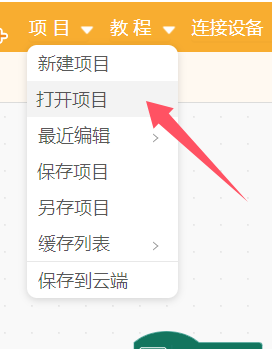 项目 教程 连接设备
新建项目
打开项目
最近编辑
保存项目
另存项目
缓存列表
保存到云端